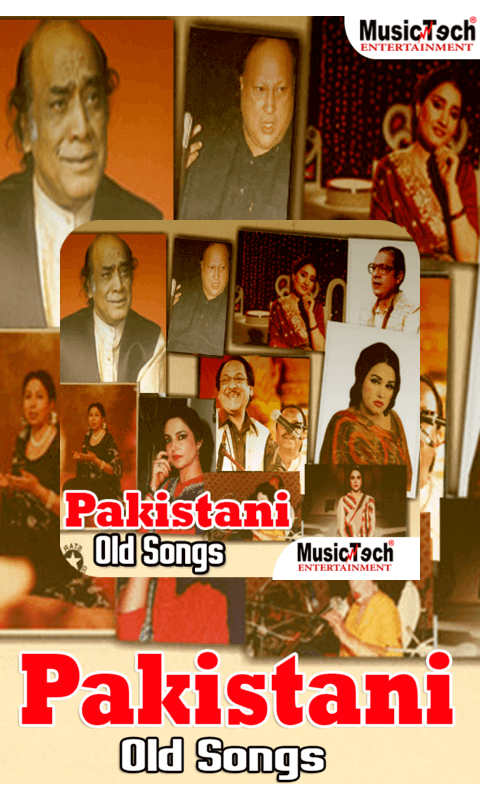 MusicTech®
ENTERTAINMENT
Pakistani
Old Songs
MusicTech®
ENTERTAINMENT
Pakistani
Old Songs